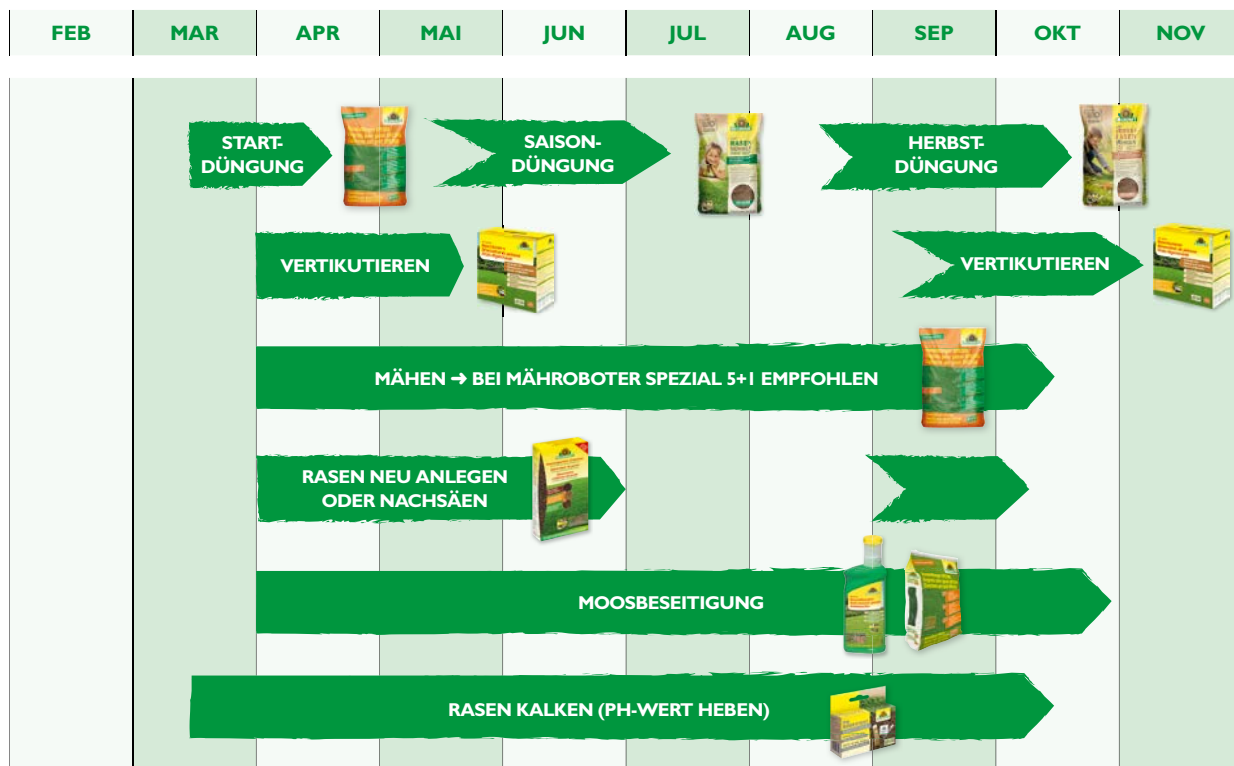 FEB MAR APR MAI JUN JUL AUG SEP OKT NOV
START-
DÜNGUNG
SAISON-
DÜNGUNG
HERBST-
DÜNGUNG
VERTIKUTIEREN
VERTIKUTIEREN
MÄHEN → BEI MÄHROBOTER SPEZIAL 5+1 EMPFOHLEN
RASEN NEU ANLEGEN
ODER NACHSÄEN
MOOSBESEITIGUNG
RASEN KALKEN (PH-WERT HEBEN)